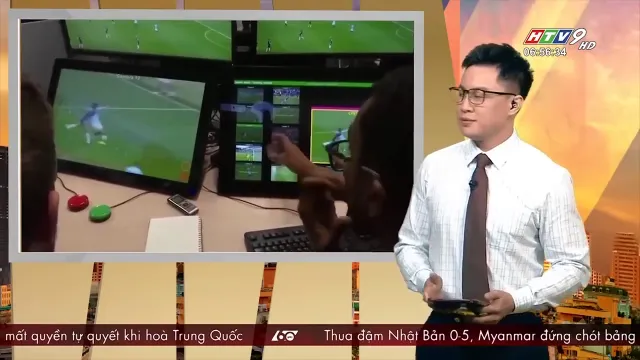 HTV9 HD
06:56:34
mất quyền tự quyết khi hoà Trung Quốc 60 Thua đậm Nhật Bản 0-5, Myanmar đứng chót bảng